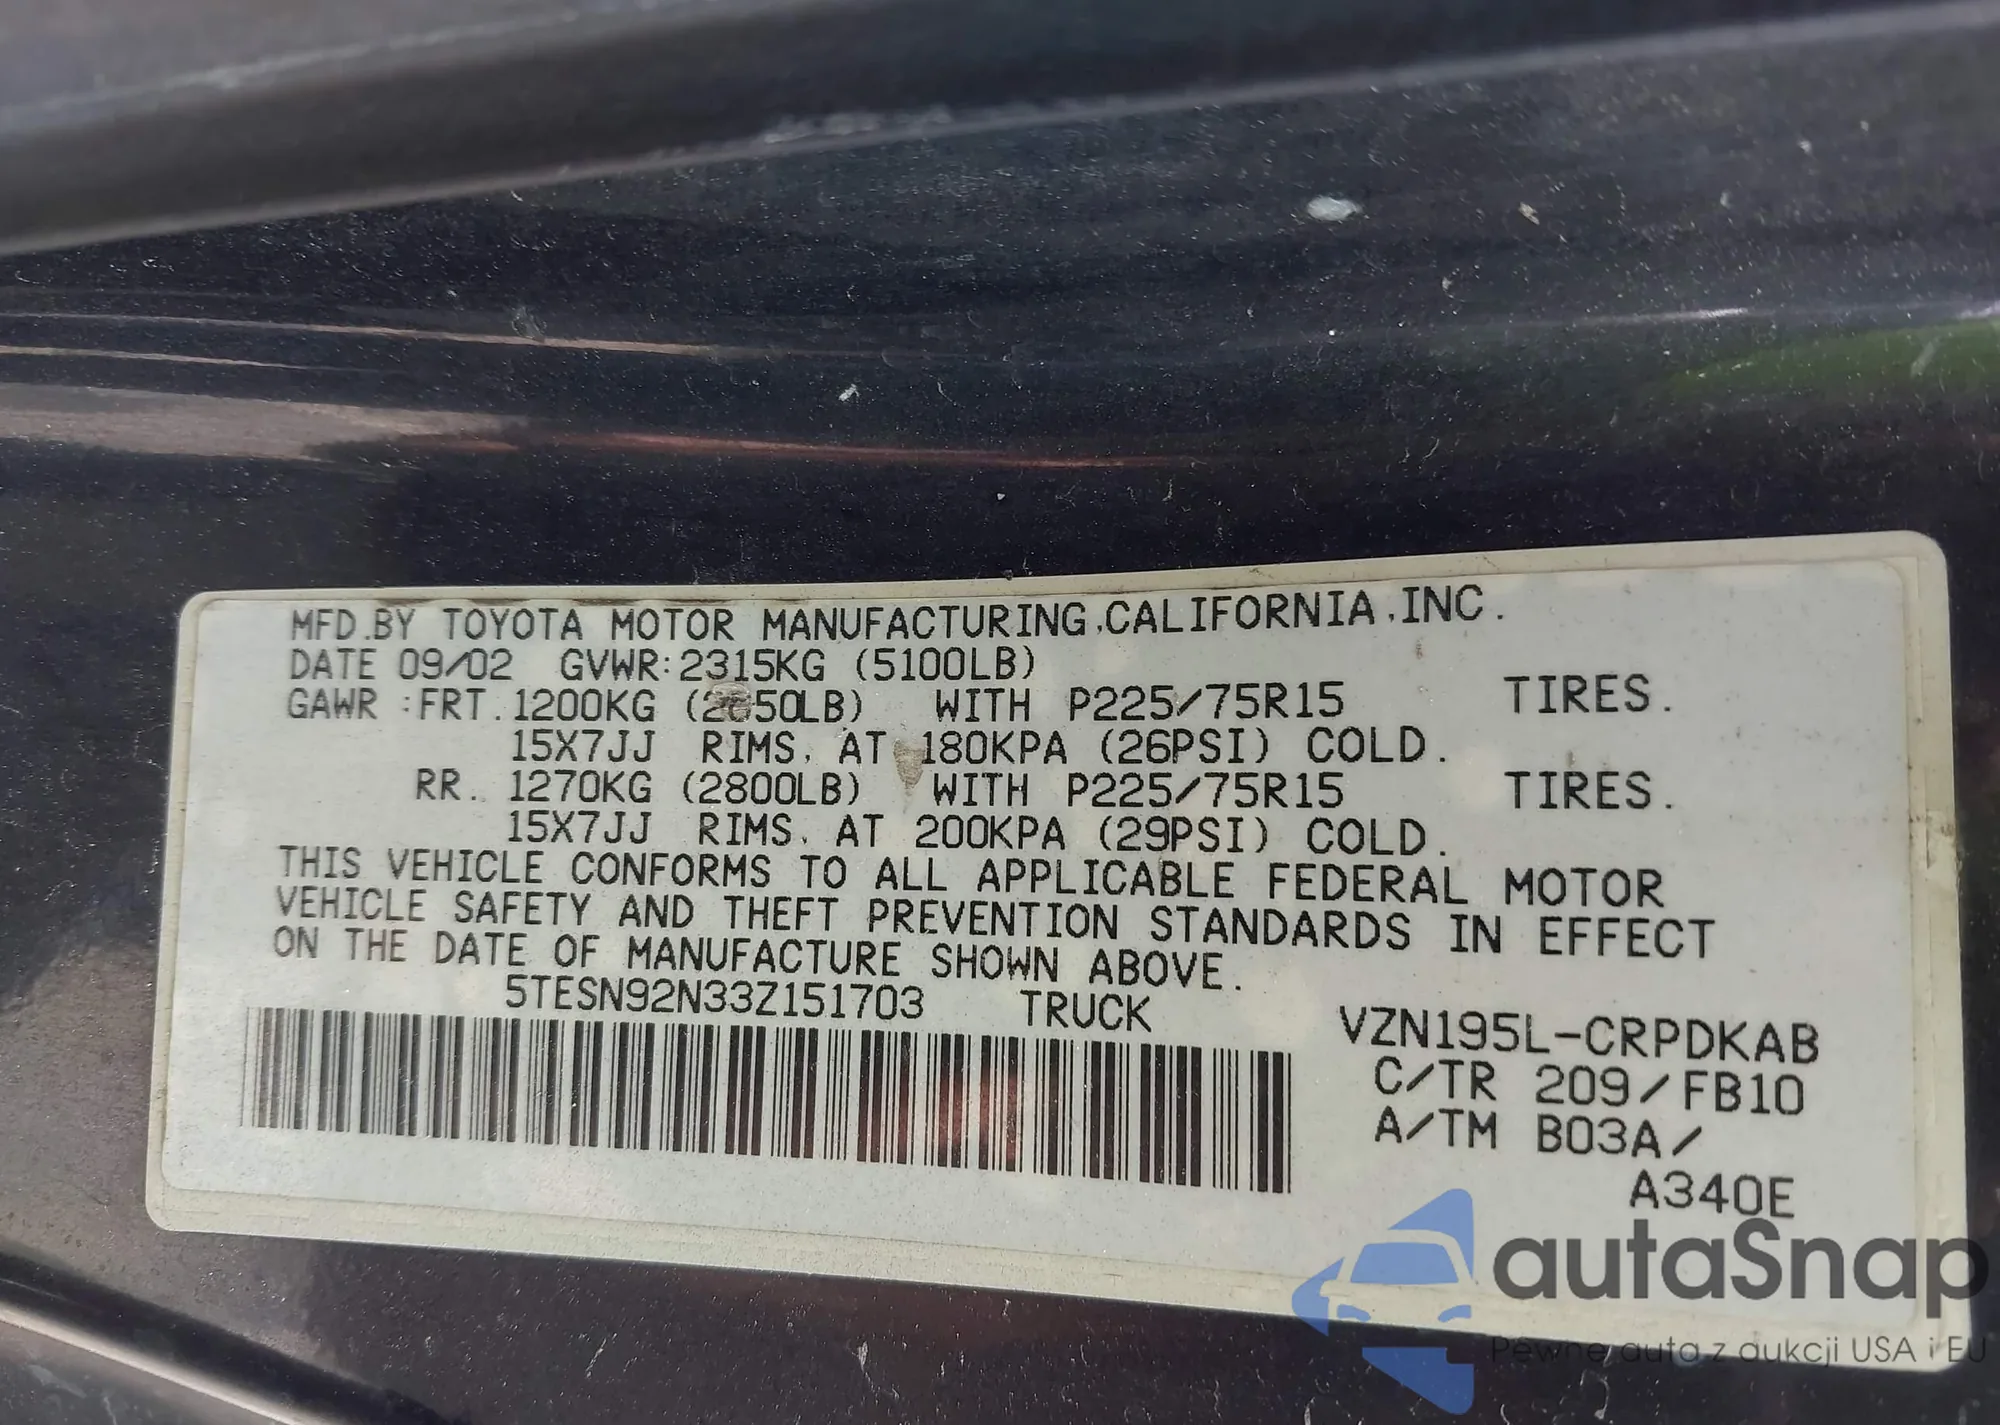 MFD.BY TOYOTA MOTOR MANUFACTURING,CALIFORNIA,INC.
DATE 09/02 GVWR:2315KG (5100LB)
GAWR :FRT. 1200KG (2650LB) WITH P225/75R15 TIRES.
15X7JJ RIMS, AT 180KPA (26PSI) COLD.
RR. 1270KG (2800LB) WITH P225/75R15 TIRES.
15X7JJ RIMS, AT 200KPA (29PSI) COLD.
THIS VEHICLE CONFORMS TO ALL APPLICABLE FEDERAL MOTOR
VEHICLE SAFETY AND THEFT PREVENTION STANDARDS IN EFFECT
ON THE DATE OF MANUFACTURE SHOWN ABOVE.
5TESN92N33Z151703 TRUCK
VZN195L-CRPDKAB
C/TR 209/FB10
A/TM B03A/
A340E
autaSnap
Pewne auta z aukcji USA i EU